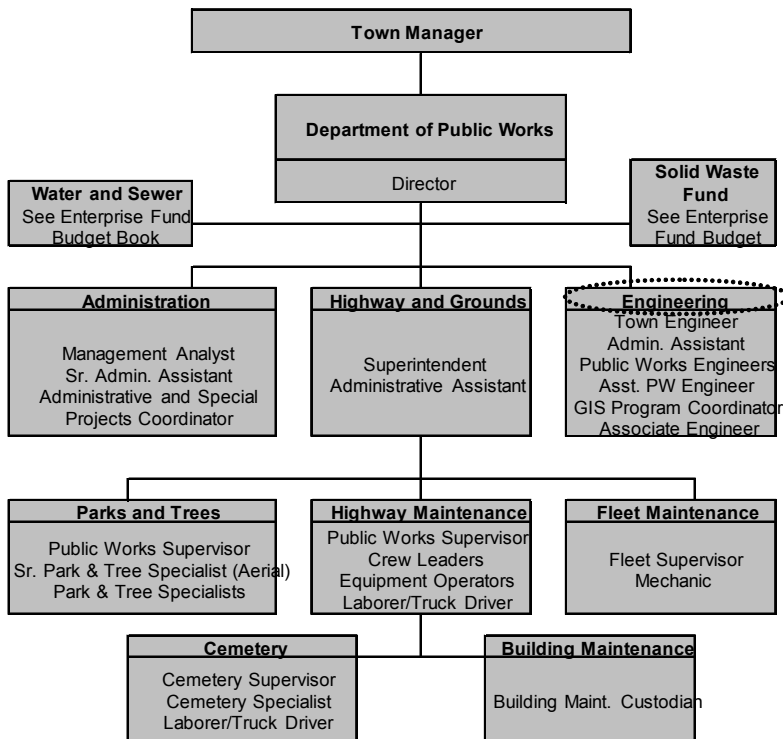 Town Manager
Department of Public Works
Director
Water and Sewer
See Enterprise Fund
Budget Book
Solid Waste
Fund
See Enterprise
Fund Budget
Administration
Management Analyst
Sr. Admin. Assistant
Administrative and Special
Projects Coordinator
Highway and Grounds
Superintendent
Administrative Assistant
Engineering
Town Engineer
Admin. Assistant
Public Works Engineers
Asst. PW Engineer
GIS Program Coordinator
Associate Engineer
Parks and Trees
Public Works Supervisor
Sr. Park & Tree Specialist (Aerial)
Park & Tree Specialists
Highway Maintenance
Public Works Supervisor
Crew Leaders
Equipment Operators
Laborer/Truck Driver
Fleet Maintenance
Fleet Supervisor
Mechanic
Cemetery
Cemetery Supervisor
Cemetery Specialist
Laborer/Truck Driver
Building Maintenance
Building Maint. Custodian